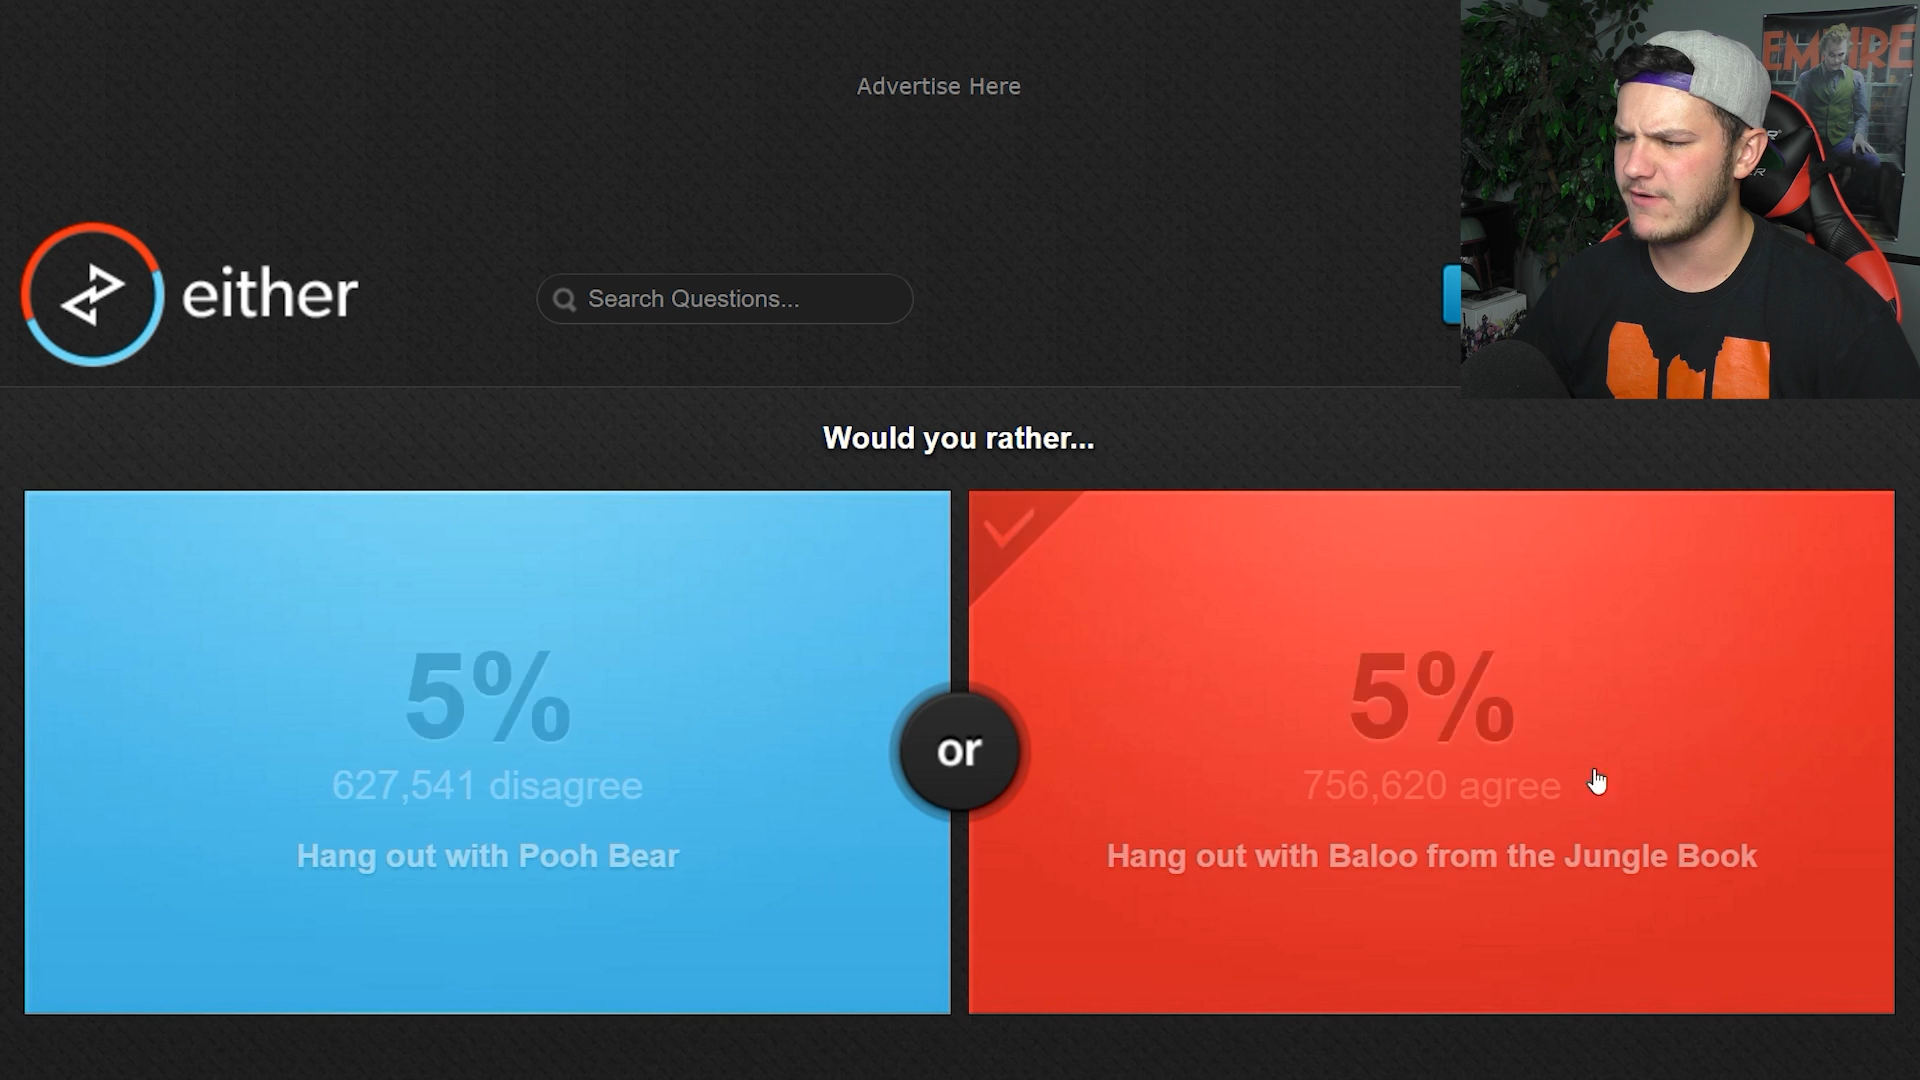 Advertise Here
EMPIRE
either
Search Questions...
Would you rather...
5%
627,541 disagree
Hang out with Pooh Bear
or
5%
756,620 agree
Hang out with Baloo from the Jungle Book